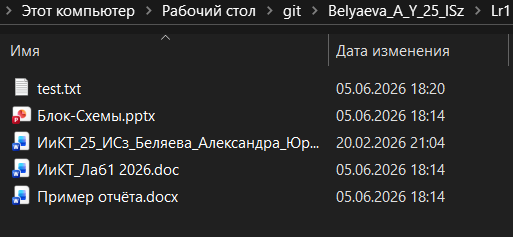 Этот компьютер > Рабочий стол > git > Belyaeva_A_Y_25_ISz > Lr1
Имя Дата изменения
test.txt 05.06.2026 18:20
Блок-Схемы.pptx 05.06.2026 18:14
ИиКТ_25_ИСз_Беляева_Александра_Юр... 20.02.2026 21:04
ИиКТ_Лаб1 2026.doc 05.06.2026 18:14
Пример отчёта.docx 05.06.2026 18:14